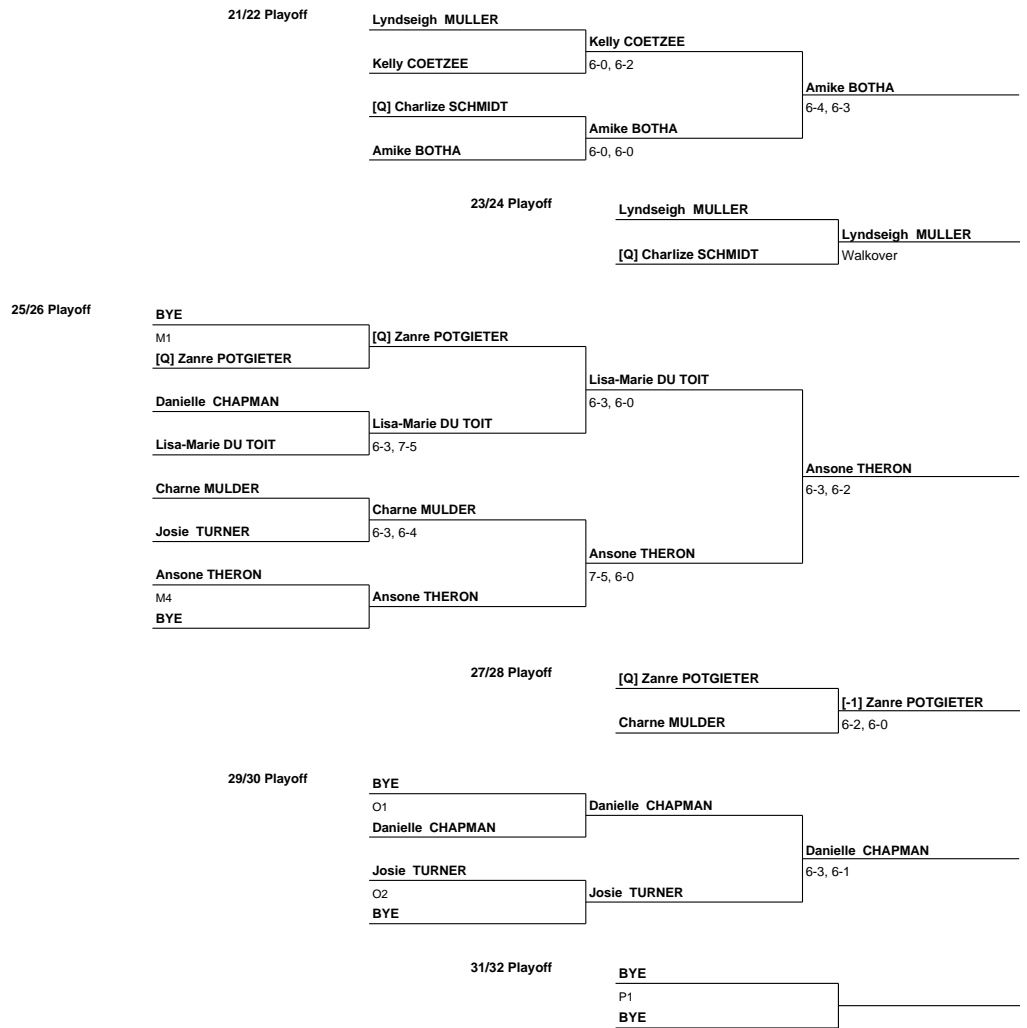 21/22 Playoff
Lyndseigh MULLER
Kelly COETZEE
Kelly COETZEE
6-0, 6-2
Amike BOTHA
6-4, 6-3
[Q] Charlize SCHMIDT
Amike BOTHA
Amike BOTHA
6-0, 6-0
23/24 Playoff
Lyndseigh MULLER
Lyndseigh MULLER
[Q] Charlize SCHMIDT
Walkover
25/26 Playoff
BYE
M1
[Q] Zanre POTGIETER
[Q] Zanre POTGIETER
Lisa-Marie DU TOIT
6-3, 6-0
Danielle CHAPMAN
Lisa-Marie DU TOIT
Lisa-Marie DU TOIT
6-3, 7-5
Ansone THERON
6-3, 6-2
Charne MULDER
Charne MULDER
Josie TURNER
6-3, 6-4
Ansone THERON
7-5, 6-0
Ansone THERON
M4
Ansone THERON
BYE
27/28 Playoff
[Q] Zanre POTGIETER
[-1] Zanre POTGIETER
Charne MULDER
6-2, 6-0
29/30 Playoff
BYE
O1
Danielle CHAPMAN
Danielle CHAPMAN
Danielle CHAPMAN
6-3, 6-1
Josie TURNER
O2
Josie TURNER
BYE
31/32 Playoff
BYE
P1
BYE